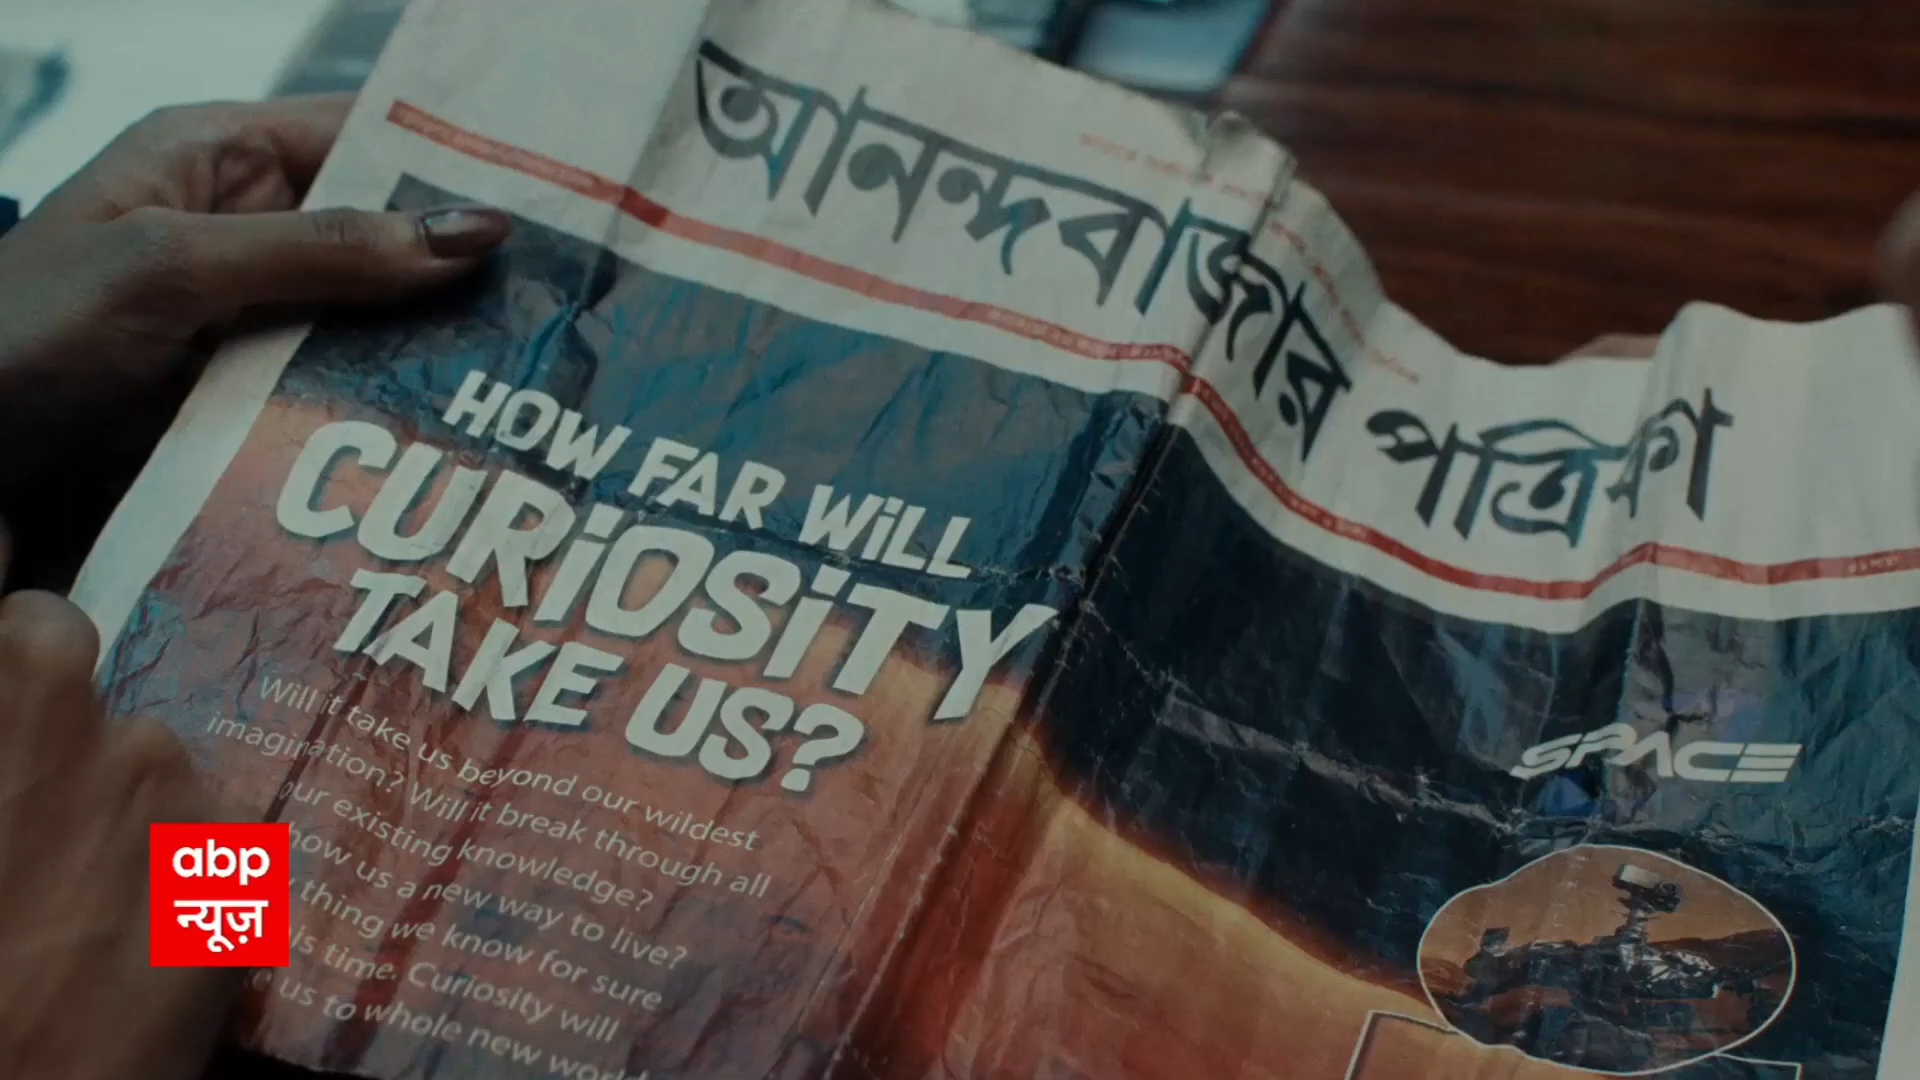 আনন্দবাজার পত্রিকা
HOW FAR WILL
CURIOSITY
TAKE US?
Will it take us beyond our wildest
imagination? Will it break through all
our existing knowledge?
how us a new way to live?
thing we know for sure
is time. Curiosity will
us to whole new world
SPACE
abp
न्यूज़